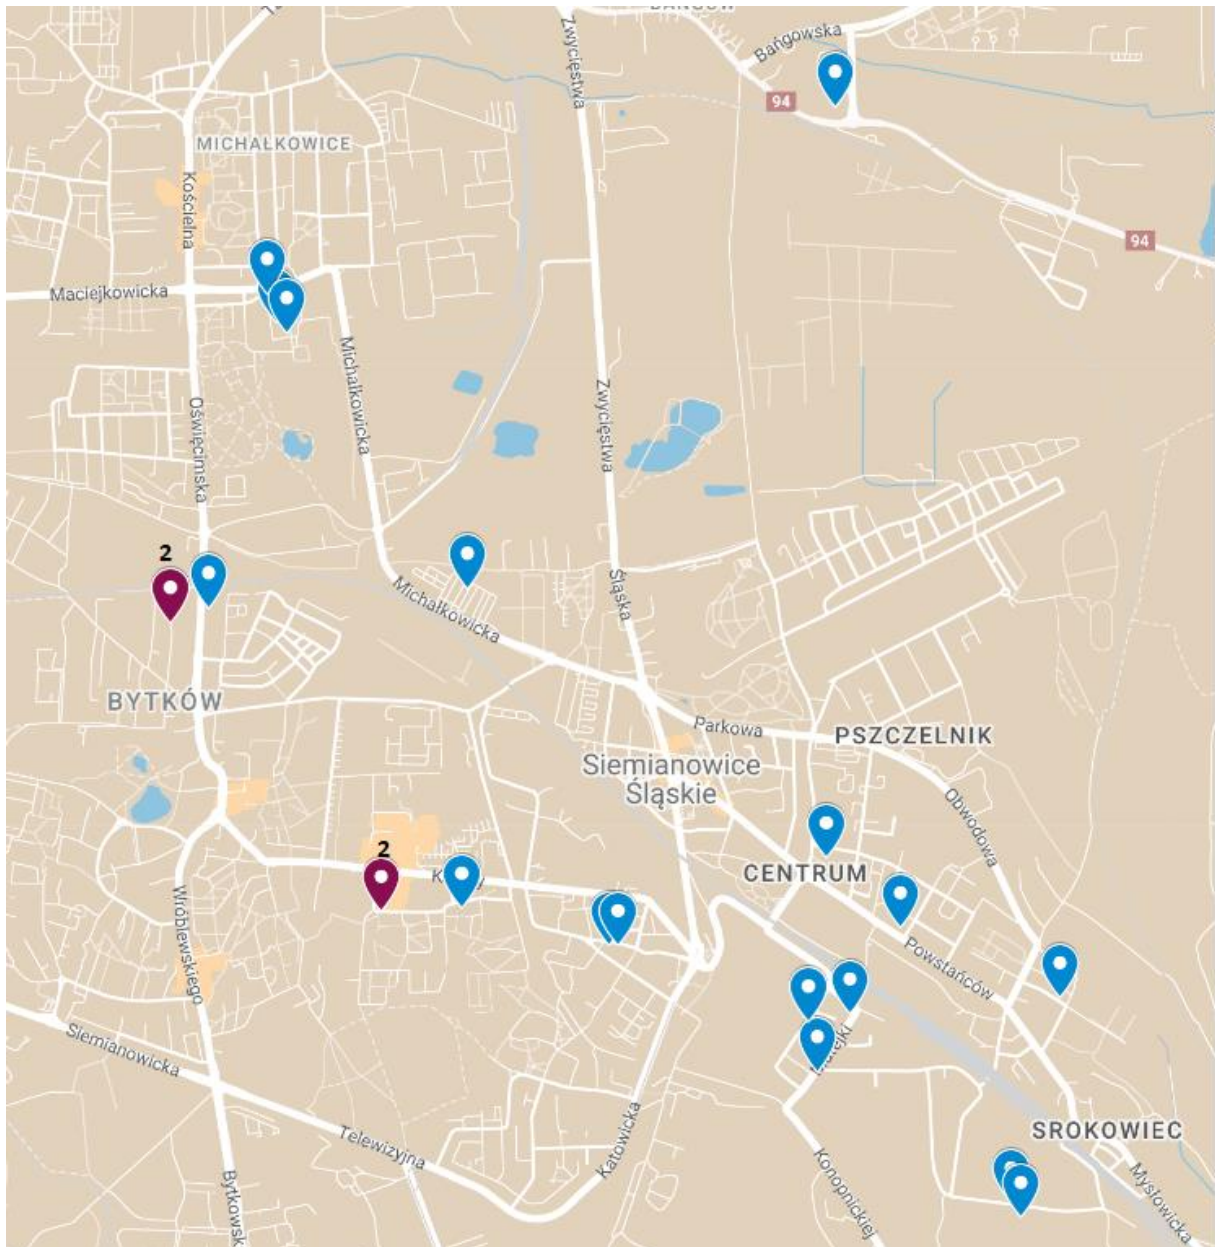 Zwycięstwa
Bańgowska
94
MICHAŁKOWICE
Kościelna
94
Maciejkowicka
Michałkowicka
Zwycięstwa
Oświęcimska
2
Michałkowicka
Śląska
BYTKÓW
Parkowa
PSZCZELNIK
Siemianowice
Śląskie
Obwodowa
2
CENTRUM
Wróblewskiego
Powstańców
Siemianowicka
SROKOWIEC
Telewizyjna
Katowicka
Konopnickiej
Mysłowicka
Bytkowsk